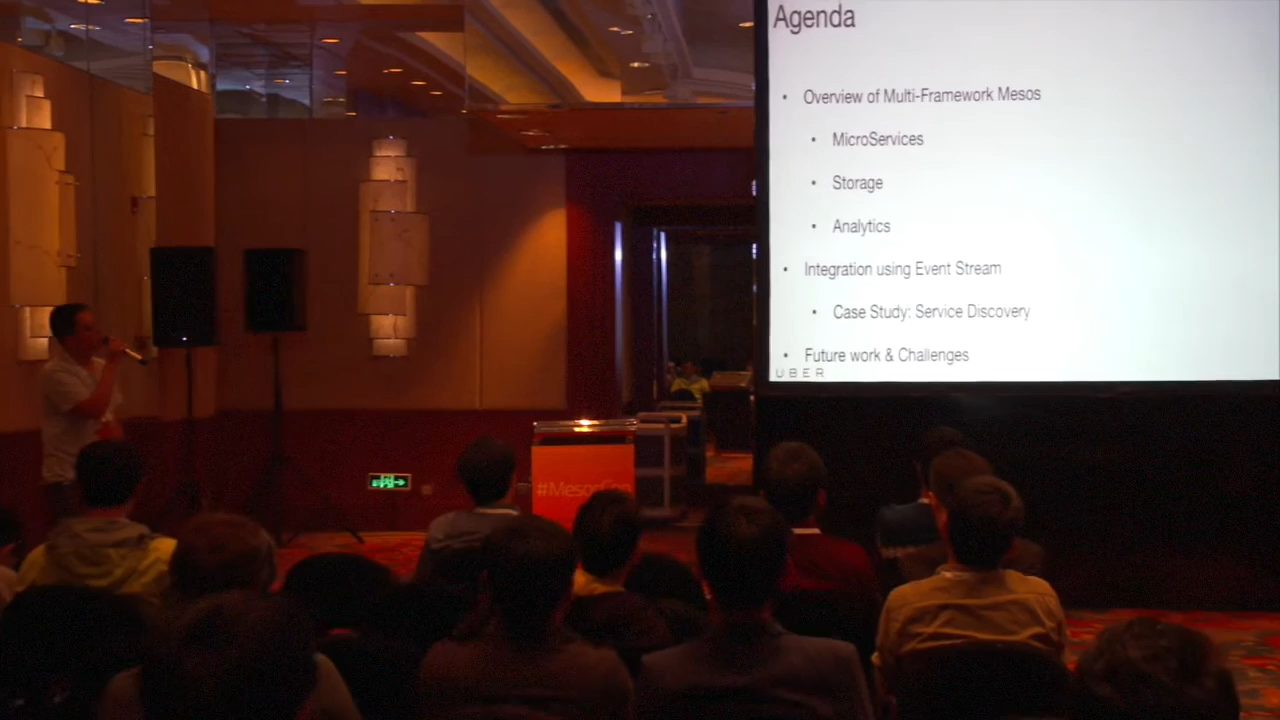 Agenda
• Overview of Multi-Framework Mesos
• MicroServices
• Storage
• Analytics
• Integration using Event Stream
• Case Study: Service Discovery
• Future work & Challenges
UBER
#MesosCon